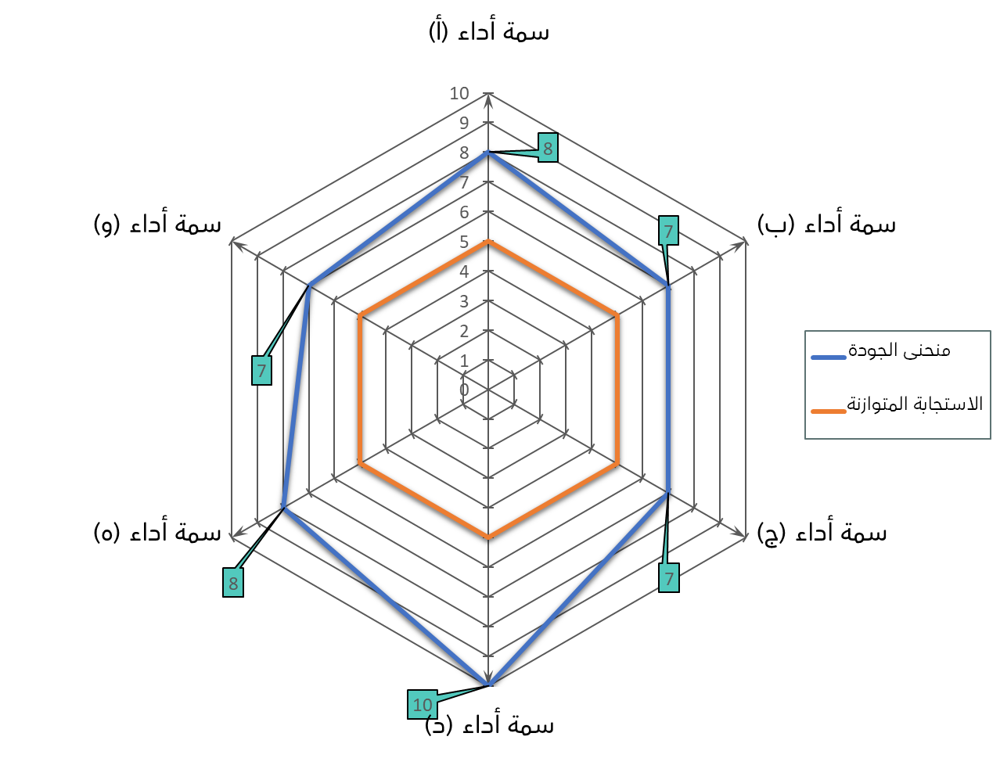 سمة أداء (أ)
10
9
8
8
7
6
5
4
3
2
1
0
7
سمة أداء (ب)
سمة أداء (و)
7
منحنى الجودة
الاستجابة المتوازنة
سمة أداء (ج)
سمة أداء (ه)
7
8
10
سمة أداء (د)